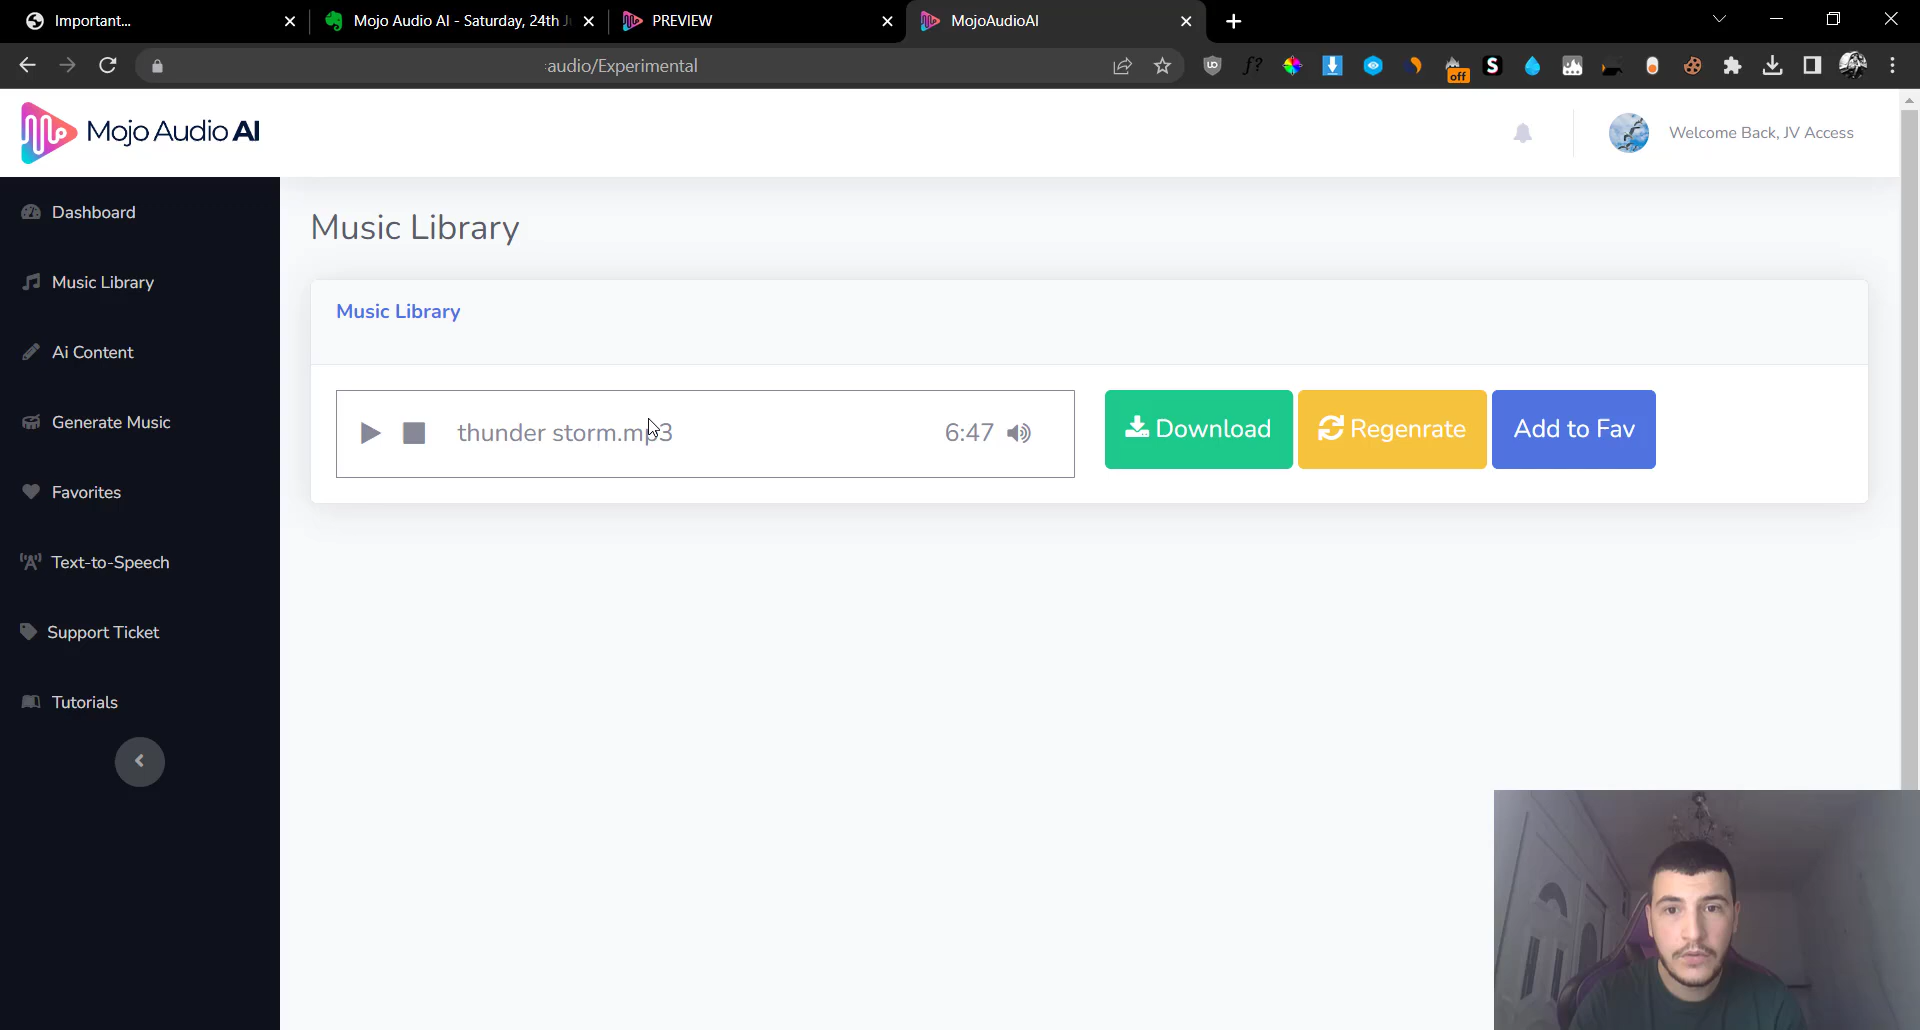 Important...
Mojo Audio AI - Saturday, 24th J
PREVIEW
MojoAudioAI
audio/Experimental
f?
off
S
Mojo Audio AI
Welcome Back, JV Access
Dashboard
Music Library
Ai Content
Generate Music
Favorites
Text-to-Speech
Support Ticket
Tutorials
Music Library
Music Library
thunder storm.mp3
6:47
Download
Regenrate
Add to Fav